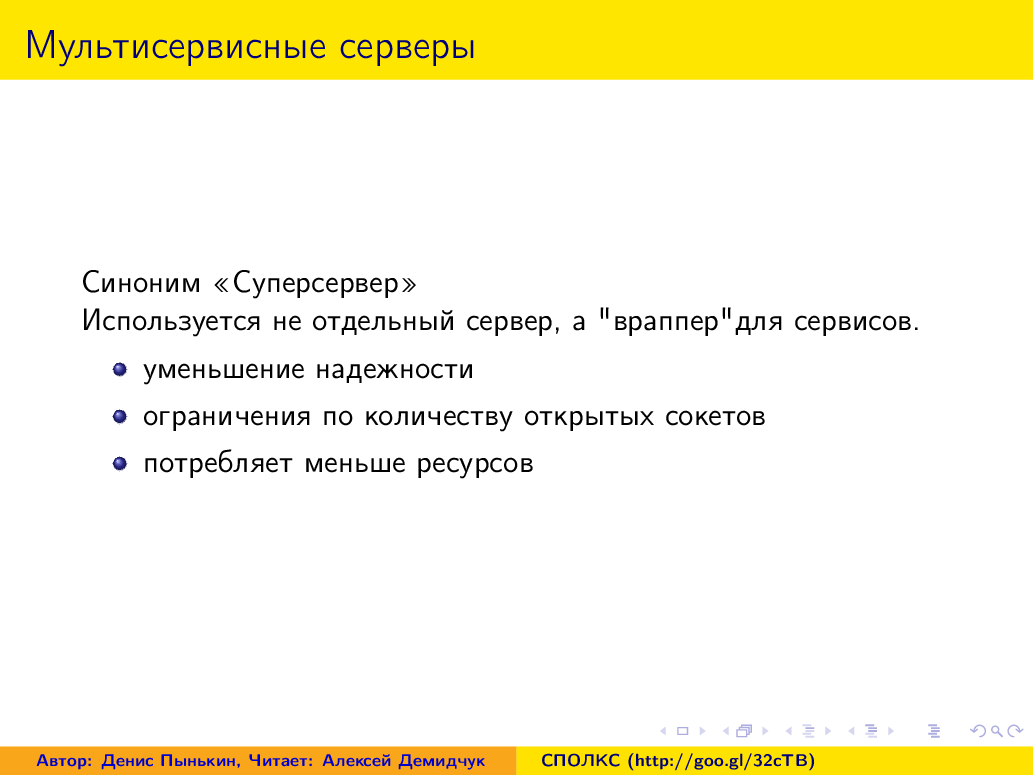 Мультисервисные серверы
Синоним «Суперсервер»
Используется не отдельный сервер, а "враппер"для сервисов.
уменьшение надежности
ограничения по количеству открытых сокетов
потребляет меньше ресурсов
Автор: Денис Пынькин, Читает: Алексей Демидчук СПОЛКС (http://goo.gl/32cTB)